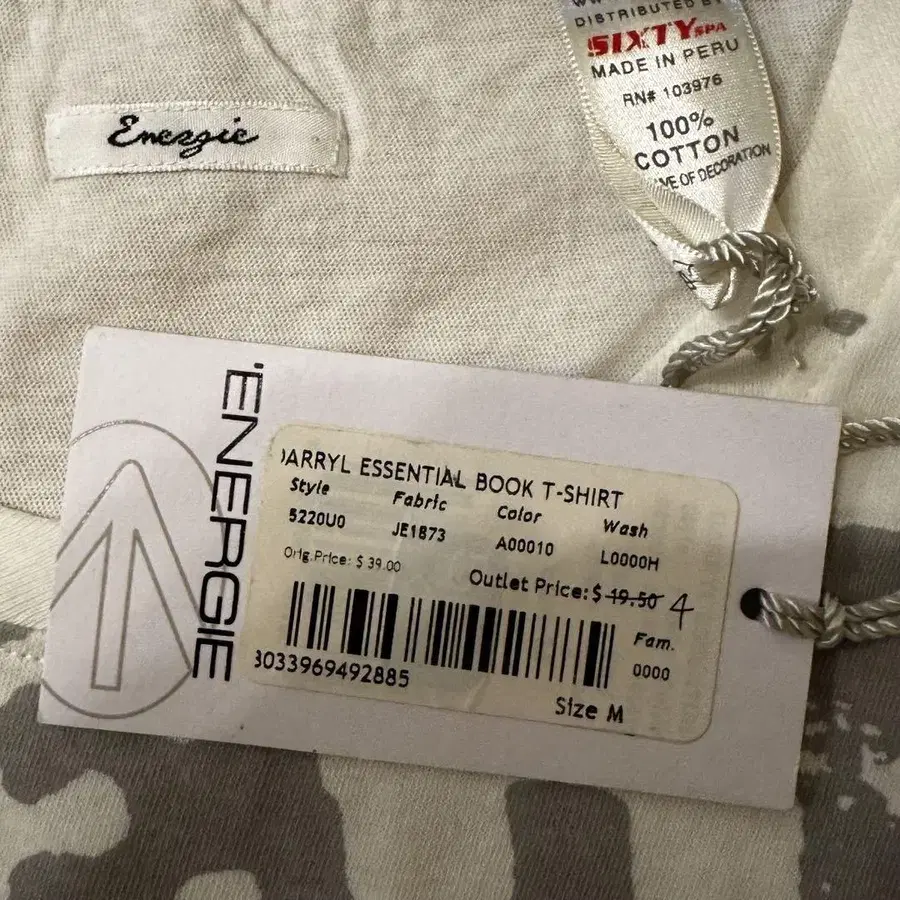 DISTRIBUTED BY
SIXTY SPA
MADE IN PERU
RN# 103976
100%
COTTON
OF DECORATION
Energie
'ENERGIE
ARRYL ESSENTIAL BOOK T-SHIRT
Style Fabric Color Wash
5220U0 JE1873 A00010 L0000H
Orig.Price: $ 39.00
Outlet Price:$ 19.50 4
Fam.
0000
8033969492885
Size M